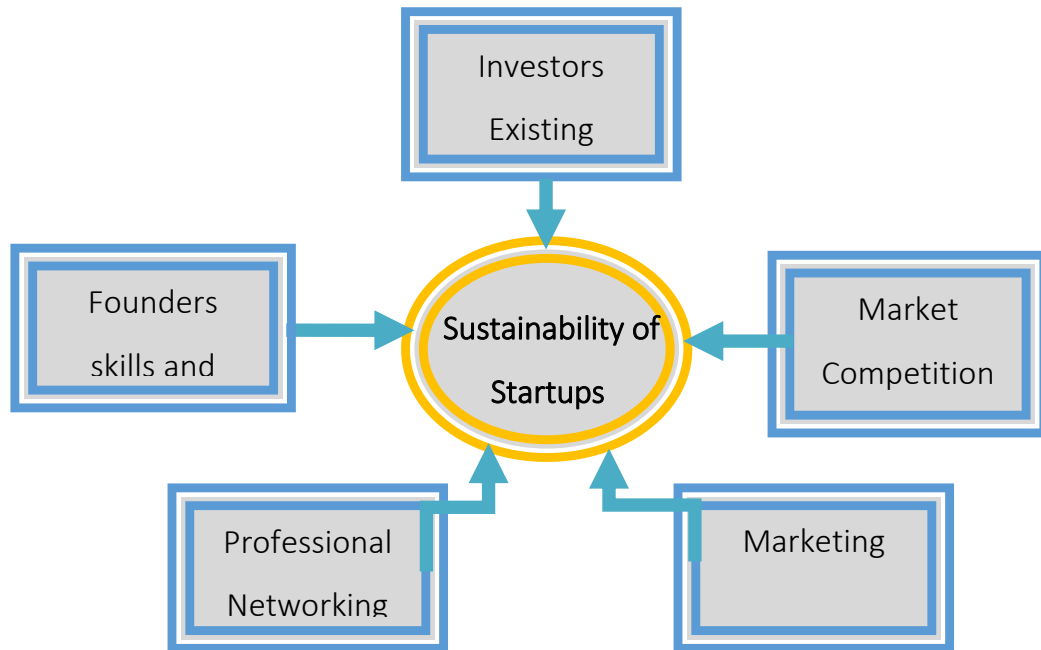 Investors
Existing
Founders
skills and
Sustainability of
Startups
Market
Competition
Professional
Networking
Marketing